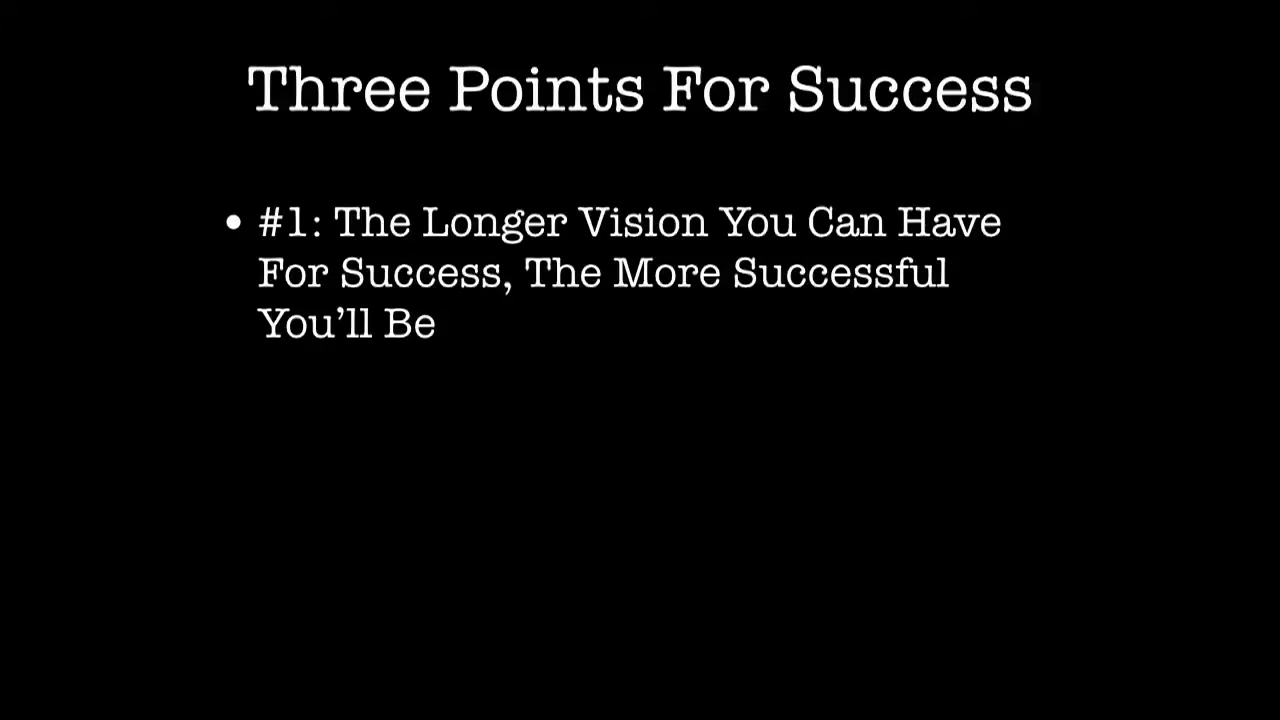 Three Points For Success
• #1: The Longer Vision You Can Have
For Success, The More Successful
You’ll Be